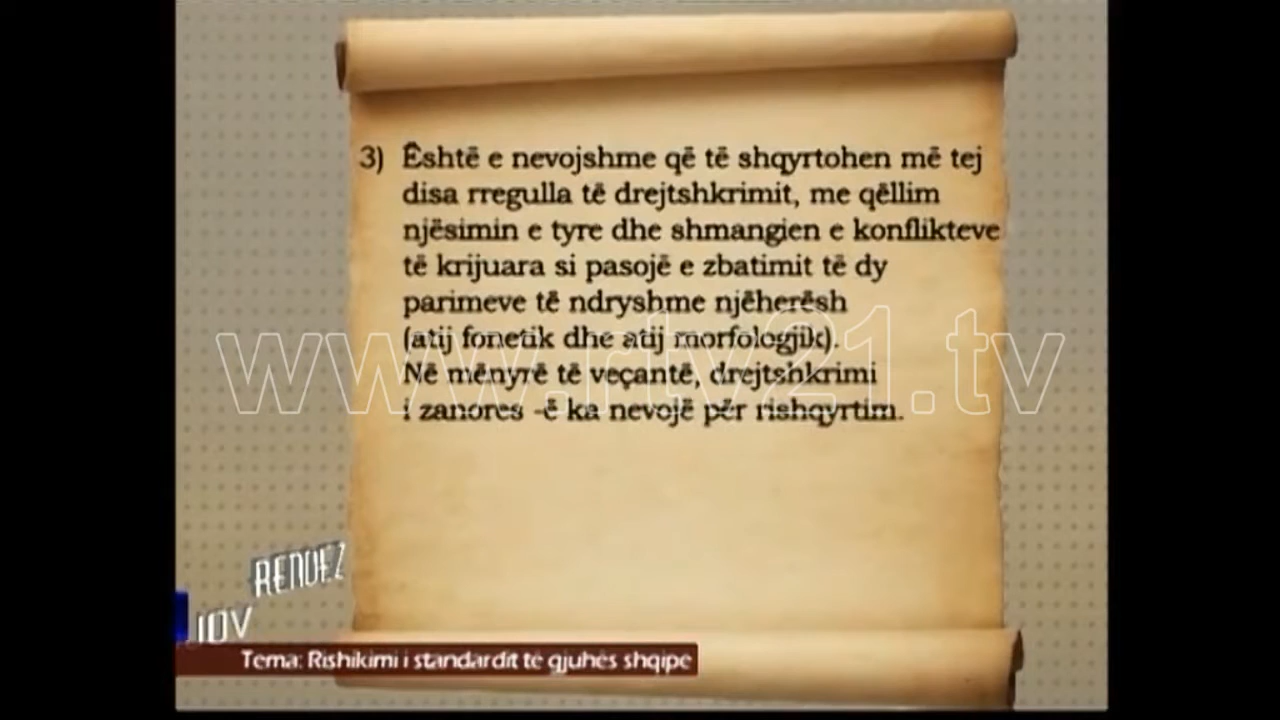 3) Është e nevojshme që të shqyrtohen më tej
disa rregulla të drejtshkrimit, me qëllim
njësimin e tyre dhe shmangien e konflikteve
të krijuara si pasojë e zbatimit të dy
parimeve të ndryshme njëherësh
(atij fonetik dhe atij morfologjik).
Në mënyrë të veçantë, drejtshkrimi
i zanores -ë ka nevojë për rishqyrtim.
www.rtv21.tv
RENDEZ
Tema: Rishikimi i standardit të gjuhës shqipe